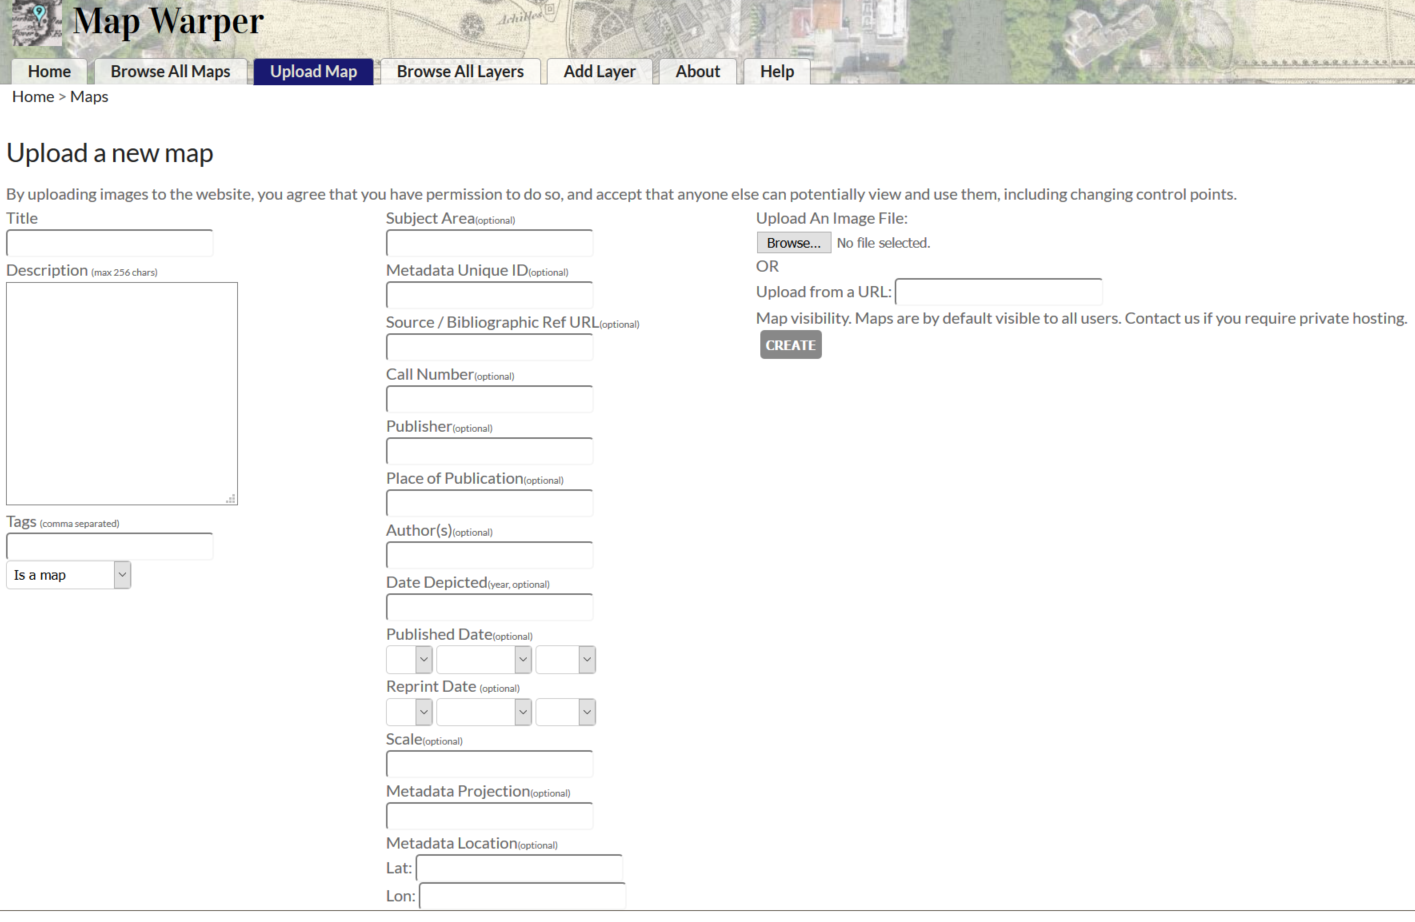 Achilles
Map Warper
Home Browse All Maps Upload Map Browse All Layers Add Layer About Help
Home > Maps
Upload a new map
By uploading images to the website, you agree that you have permission to do so, and accept that anyone else can potentially view and use them, including changing control points.
Title
Description (max 256 chars)
Tags (comma separated)
Is a map
Subject Area(optional)
Metadata Unique ID(optional)
Source / Bibliographic Ref URL(optional)
Call Number(optional)
Publisher(optional)
Place of Publication(optional)
Author(s)(optional)
Date Depicted(year, optional)
Published Date(optional)
Reprint Date (optional)
Scale(optional)
Metadata Projection(optional)
Metadata Location(optional)
Lat:
Lon:
Upload An Image File:
Browse... No file selected.
OR
Upload from a URL:
Map visibility. Maps are by default visible to all users. Contact us if you require private hosting.
CREATE